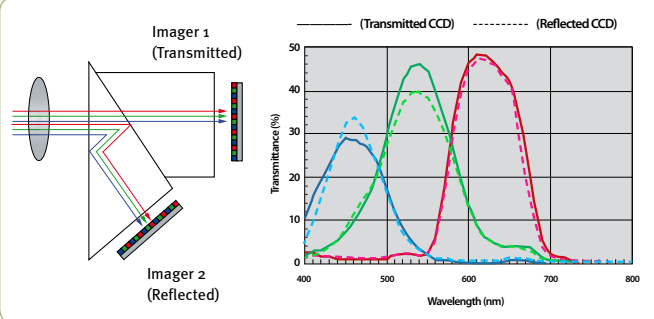 Imager 1
(Transmitted)
Imager 2
(Reflected)
(Transmitted CCD) (Reflected CCD)
Transmittance (%)
50
40
30
20
10
0
400 500 600 700 800
Wavelength (nm)